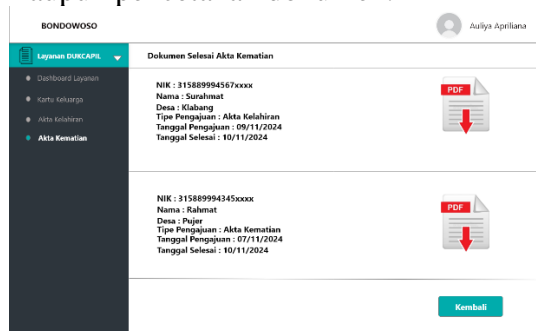 BONDOWOSO
Auliya Apriliana
Layanan DUKCAPIL
Dokumen Selesai Akta Kematian
Dashboard Layanan
Kartu Keluarga
Akta Kelahiran
Akta Kematian
NIK : 315889994567xxxx
Nama : Surahmat
Desa : Klabang
Tipe Pengajuan : Akta Kelahiran
Tanggal Pengajuan : 09/11/2024
Tanggal Selesai : 10/11/2024
PDF
NIK : 315889994345xxxx
Nama : Rahmat
Desa : Pujer
Tipe Pengajuan : Akta Kematian
Tanggal Pengajuan : 07/11/2024
Tanggal Selesai : 10/11/2024
PDF
Kembali